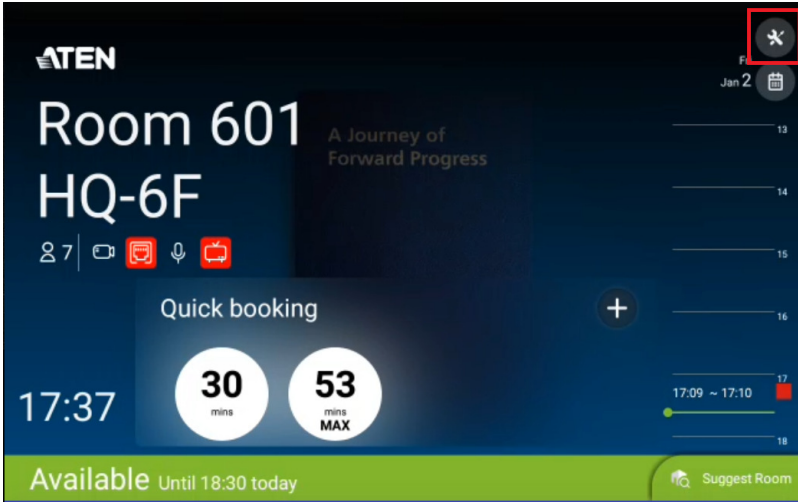 ATEN
Fr
Jan 2
Room 601
HQ-6F
A Journey of
Forward Progress
7
Quick booking
30
mins
53
mins
MAX
17:37
13
14
15
16
17
17:09 ~ 17:10
18
Available Until 18:30 today
Suggest Room